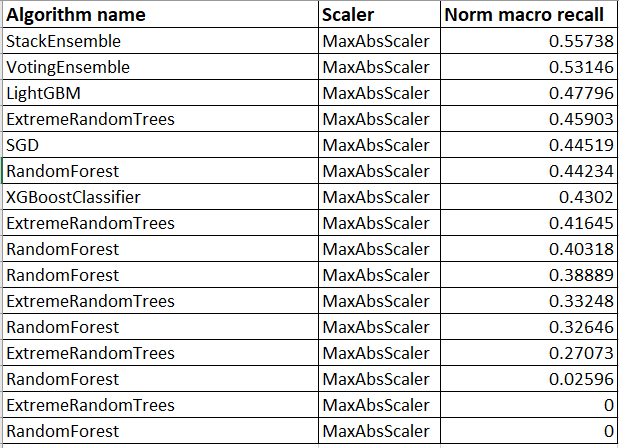 Algorithm name Scaler Norm macro recall
StackEnsemble MaxAbsScaler 0.55738
VotingEnsemble MaxAbsScaler 0.53146
LightGBM MaxAbsScaler 0.47796
ExtremeRandomTrees MaxAbsScaler 0.45903
SGD MaxAbsScaler 0.44519
RandomForest MaxAbsScaler 0.44234
XGBoostClassifier MaxAbsScaler 0.4302
ExtremeRandomTrees MaxAbsScaler 0.41645
RandomForest MaxAbsScaler 0.40318
RandomForest MaxAbsScaler 0.38889
ExtremeRandomTrees MaxAbsScaler 0.33248
RandomForest MaxAbsScaler 0.32646
ExtremeRandomTrees MaxAbsScaler 0.27073
RandomForest MaxAbsScaler 0.02596
ExtremeRandomTrees MaxAbsScaler 0
RandomForest MaxAbsScaler 0